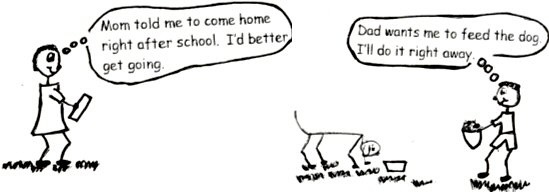 Mom told me to come home
right after school. I'd better
get going.
Dad wants me to feed the dog.
I'll do it right away.